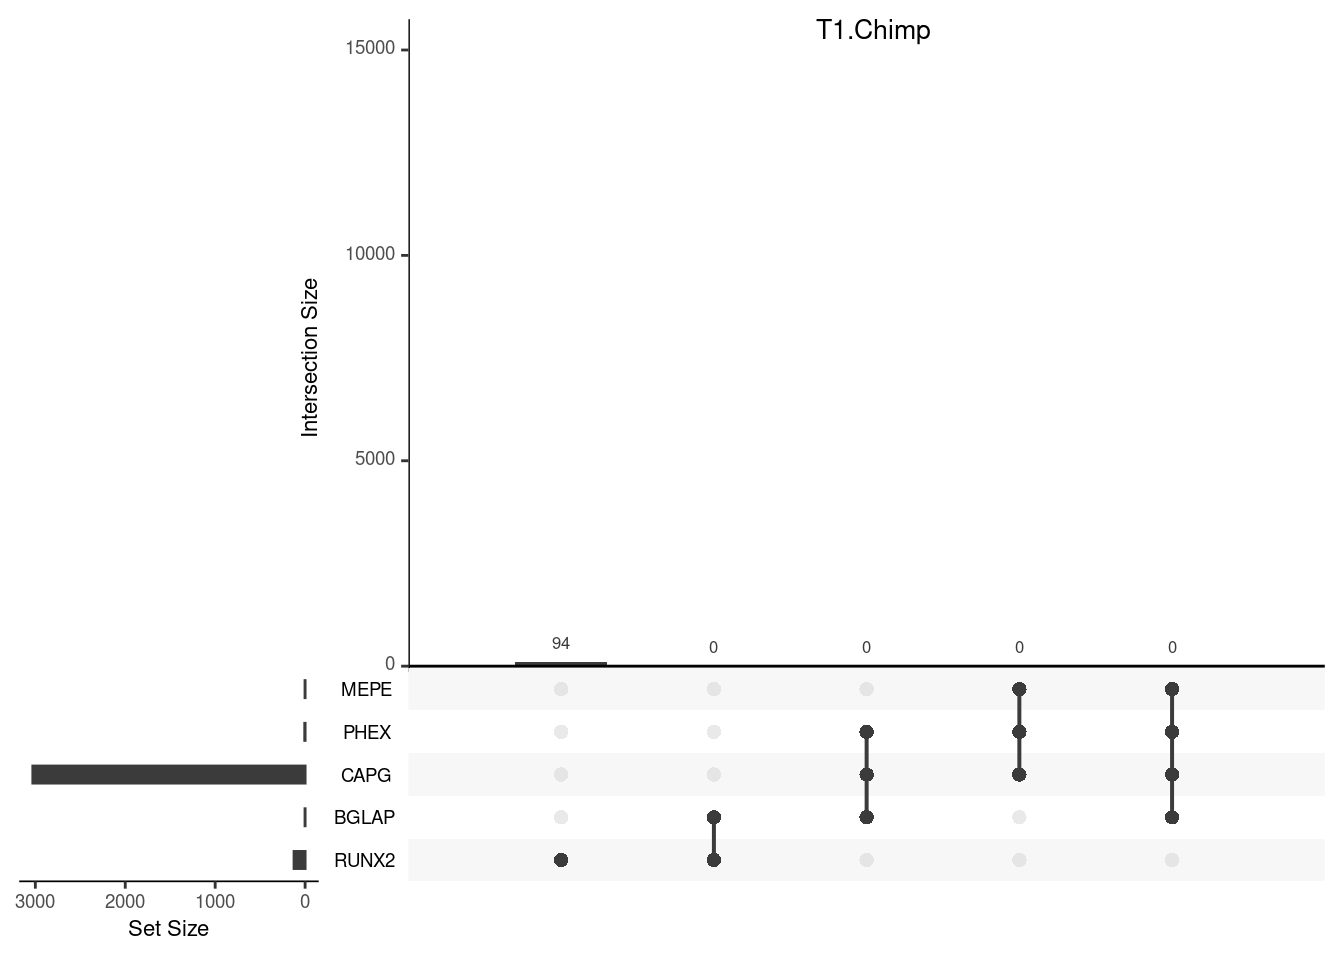 T1.Chimp
15000
10000
5000
0
Intersection Size
94
0
0
0
0
MEPE
PHEX
CAPG
BGLAP
RUNX2
3000
2000
1000
0
Set Size